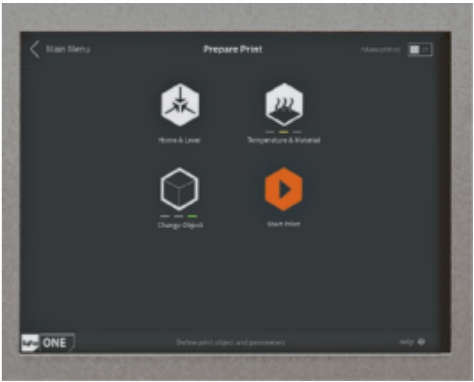 Main Menu
Prepare Print
Home & Level
Temperature & Material
Change Object
Start Print
ONE
Define print object and parameters
Help